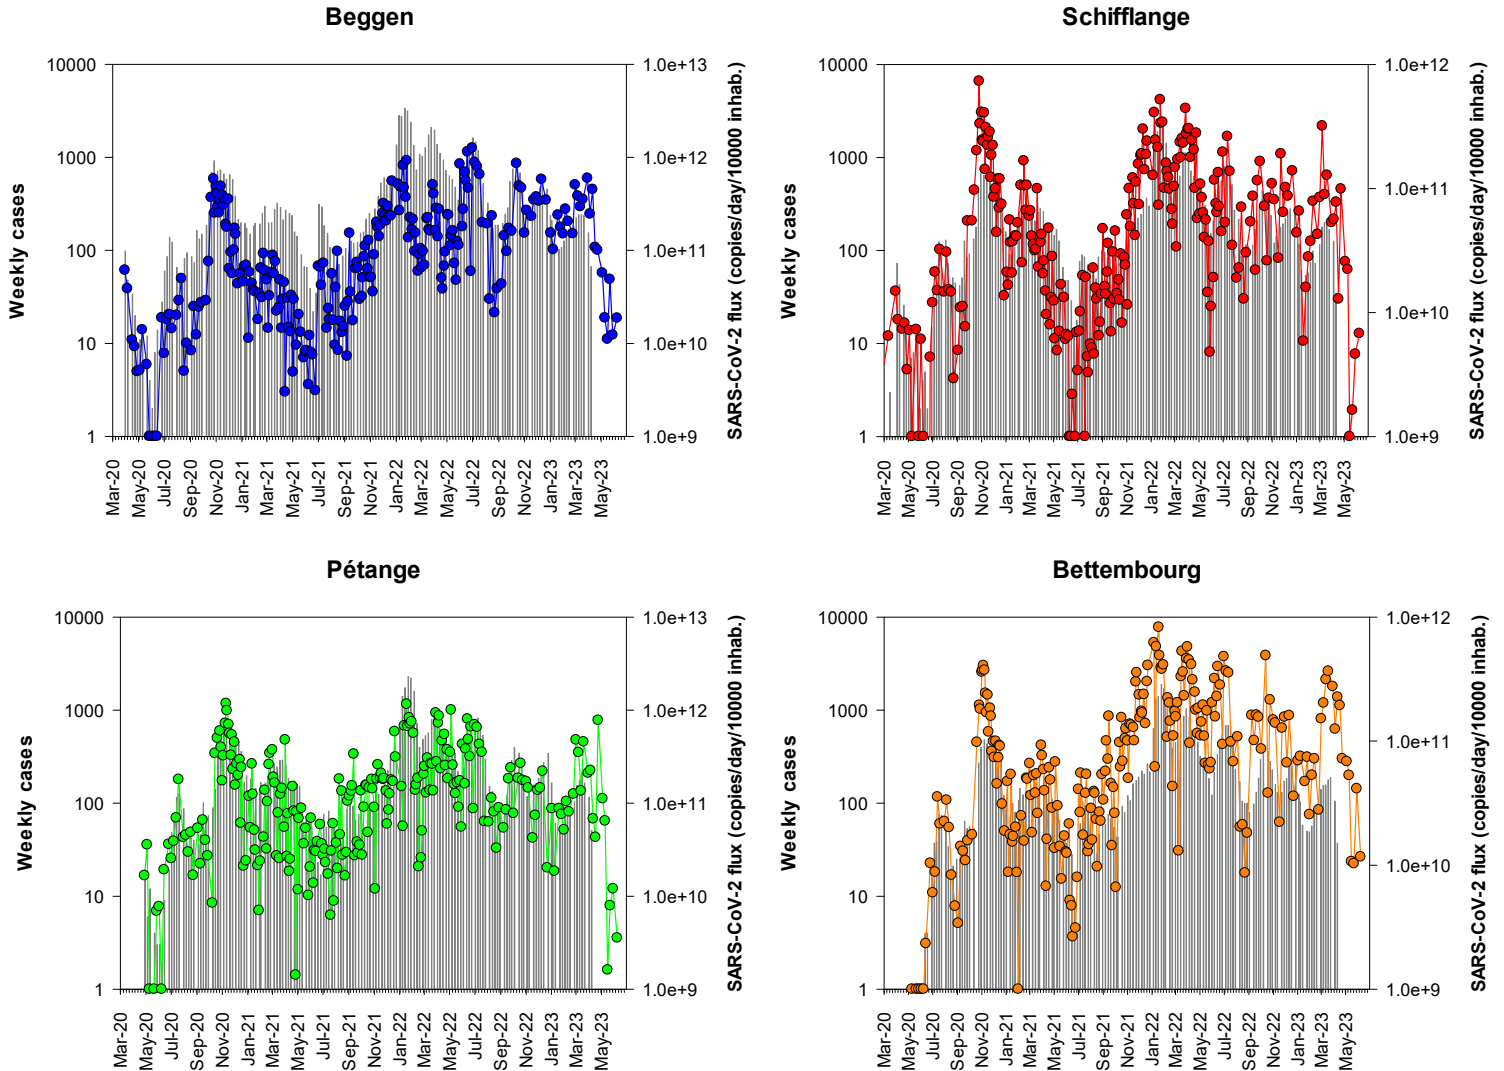 Beggen
Weekly cases
10000
1000
100
10
1
1.0e+13
1.0e+12
1.0e+11
1.0e+10
1.0e+9
SARS-CoV-2 flux (copies/day/10000 inhab.)
Mar-20
May-20
Jul-20
Sep-20
Nov-20
Jan-21
Mar-21
May-21
Jul-21
Sep-21
Nov-21
Jan-22
Mar-22
May-22
Jul-22
Sep-22
Nov-22
Jan-23
Mar-23
May-23
Schifflange
Weekly cases
10000
1000
100
10
1
1.0e+12
1.0e+11
1.0e+10
1.0e+9
SARS-CoV-2 flux (copies/day/10000 inhab.)
Mar-20
May-20
Jul-20
Sep-20
Nov-20
Jan-21
Mar-21
May-21
Jul-21
Sep-21
Nov-21
Jan-22
Mar-22
May-22
Jul-22
Sep-22
Nov-22
Jan-23
Mar-23
May-23
Pétange
Weekly cases
10000
1000
100
10
1
1.0e+13
1.0e+12
1.0e+11
1.0e+10
1.0e+9
SARS-CoV-2 flux (copies/day/10000 inhab.)
Mar-20
May-20
Jul-20
Sep-20
Nov-20
Jan-21
Mar-21
May-21
Jul-21
Sep-21
Nov-21
Jan-22
Mar-22
May-22
Jul-22
Sep-22
Nov-22
Jan-23
Mar-23
May-23
Bettembourg
Weekly cases
10000
1000
100
10
1
1.0e+12
1.0e+11
1.0e+10
1.0e+9
SARS-CoV-2 flux (copies/day/10000 inhab.)
Mar-20
May-20
Jul-20
Sep-20
Nov-20
Jan-21
Mar-21
May-21
Jul-21
Sep-21
Nov-21
Jan-22
Mar-22
May-22
Jul-22
Sep-22
Nov-22
Jan-23
Mar-23
May-23